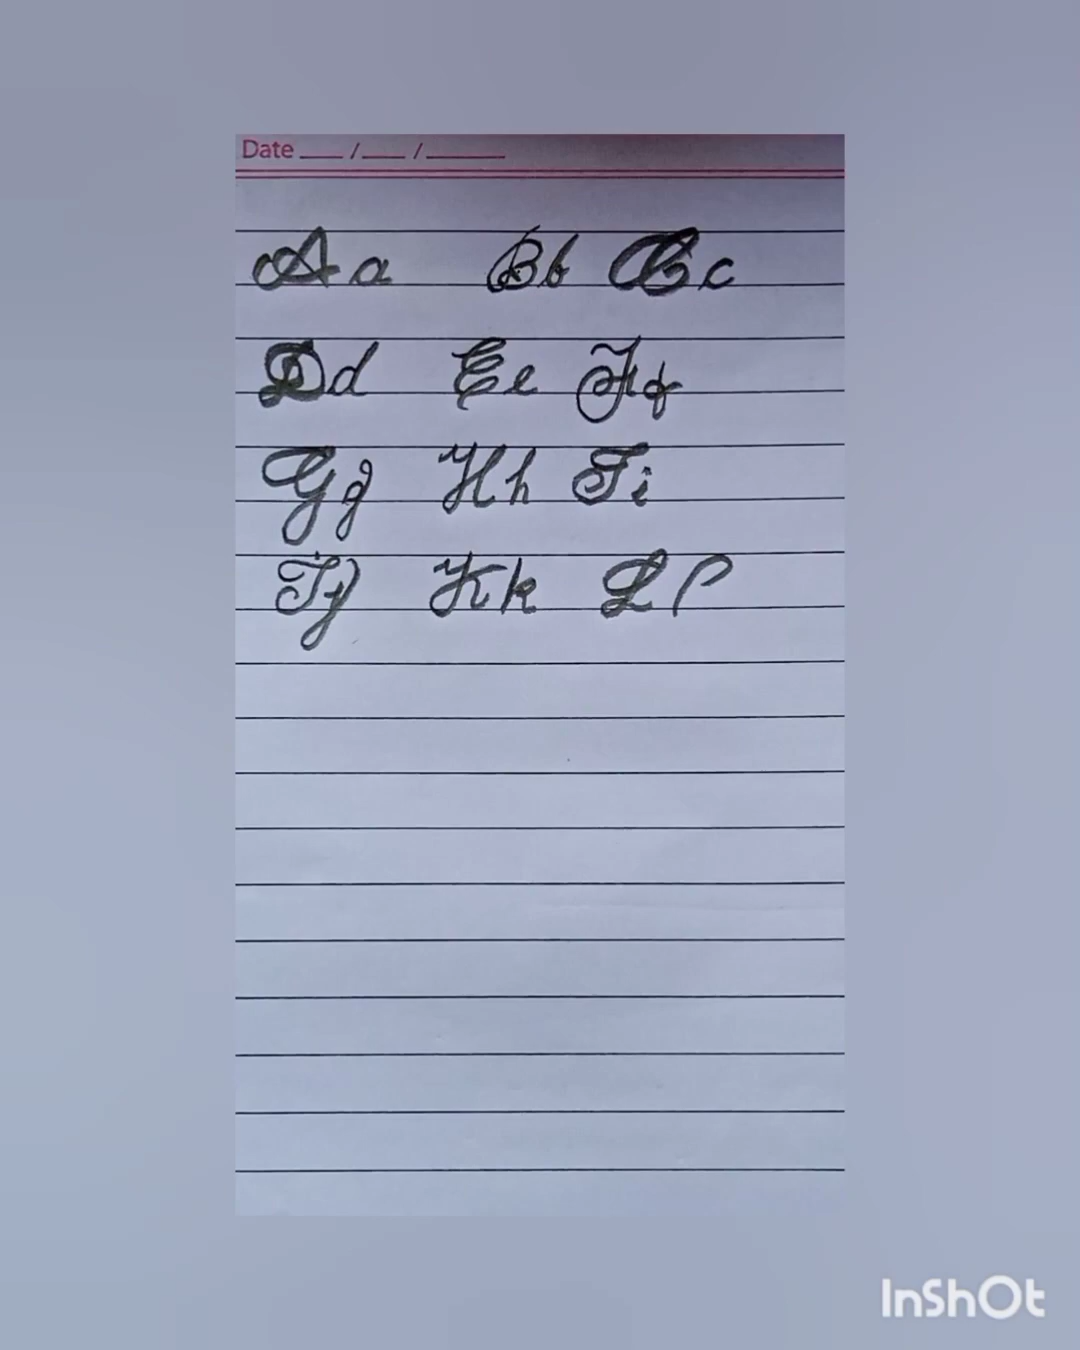 Date ___ /___ /______
Aa Bb Cc
Dd Ee Ff
Gg Hh Ii
Jj Kk Ll
InShOt